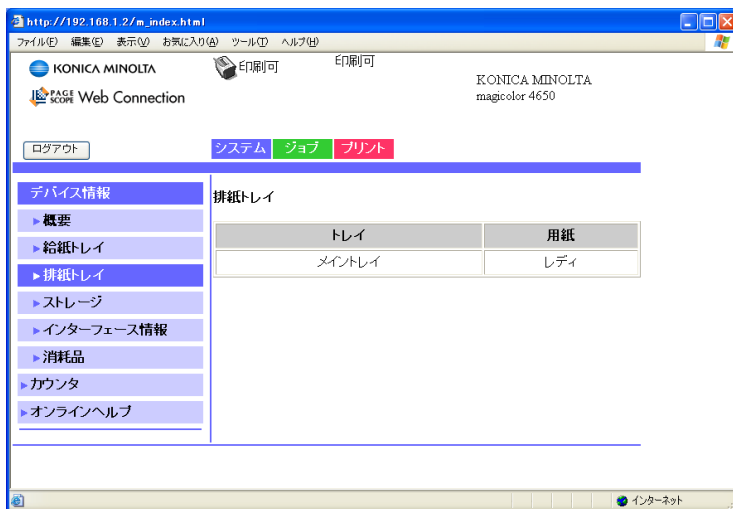 http://192.168.1.2/m_index.html
ファイル(F) 編集(E) 表示(V) お気に入り(A) ツール(T) ヘルプ(H)
KONICA MINOLTA
印刷可
印刷可
KONICA MINOLTA
magicolor 4650
PAGE SCOPE Web Connection
ログアウト
システム ジョブ プリント
デバイス情報
概要
給紙トレイ
排紙トレイ
ストレージ
インターフェース情報
消耗品
カウンタ
オンラインヘルプ
排紙トレイ
トレイ 用紙
メイントレイ レディ
インターネット